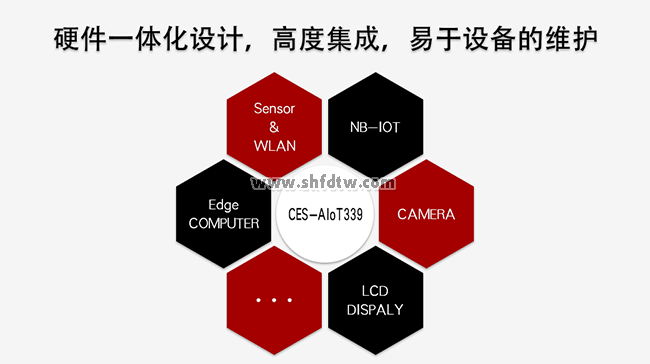 硬件一体化设计，高度集成，易于设备的维护
Sensor
&
WLAN
NB-IOT
www.shfdtw.com
Edge
COMPUTER
CES-AIoT339
CAMERA
...
LCD
DISPALY